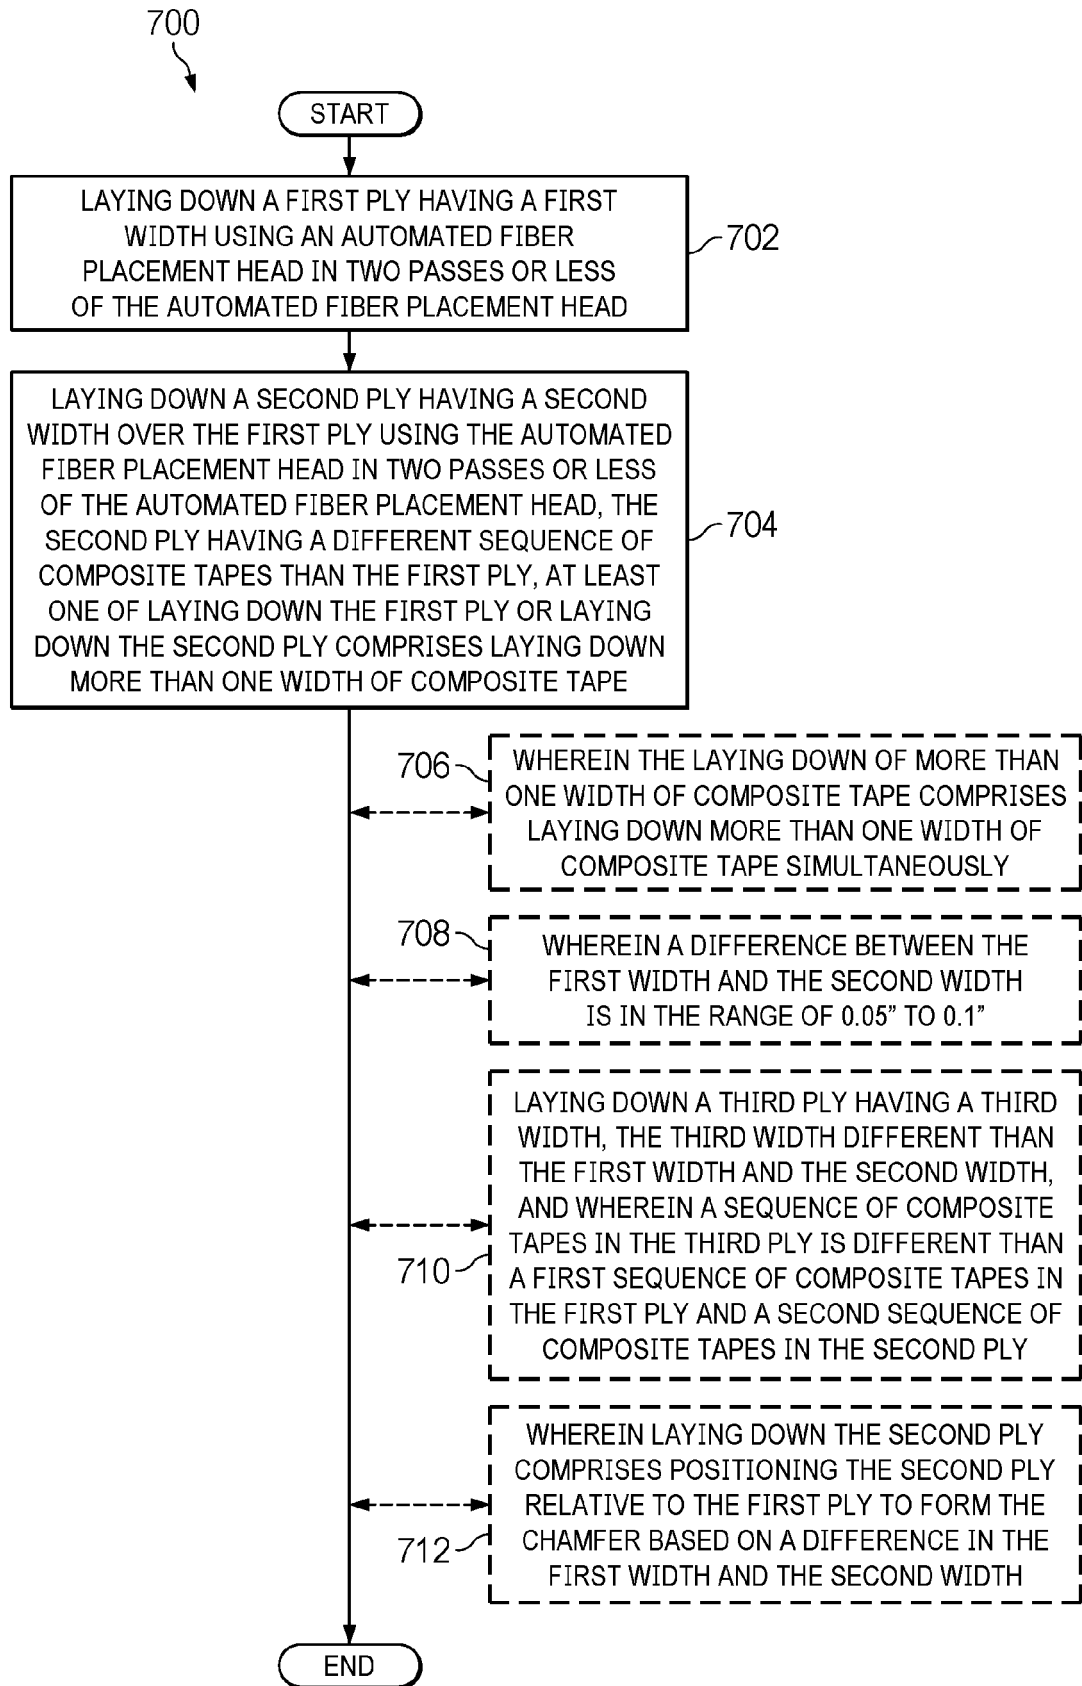 700
START
LAYING DOWN A FIRST PLY HAVING A FIRST
WIDTH USING AN AUTOMATED FIBER
PLACEMENT HEAD IN TWO PASSES OR LESS
OF THE AUTOMATED FIBER PLACEMENT HEAD
702
LAYING DOWN A SECOND PLY HAVING A SECOND
WIDTH OVER THE FIRST PLY USING THE AUTOMATED
FIBER PLACEMENT HEAD IN TWO PASSES OR LESS
OF THE AUTOMATED FIBER PLACEMENT HEAD, THE
SECOND PLY HAVING A DIFFERENT SEQUENCE OF
COMPOSITE TAPES THAN THE FIRST PLY, AT LEAST
ONE OF LAYING DOWN THE FIRST PLY OR LAYING
DOWN THE SECOND PLY COMPRISES LAYING DOWN
MORE THAN ONE WIDTH OF COMPOSITE TAPE
704
706
WHEREIN THE LAYING DOWN OF MORE THAN
ONE WIDTH OF COMPOSITE TAPE COMPRISES
LAYING DOWN MORE THAN ONE WIDTH OF
COMPOSITE TAPE SIMULTANEOUSLY
708
WHEREIN A DIFFERENCE BETWEEN THE
FIRST WIDTH AND THE SECOND WIDTH
IS IN THE RANGE OF 0.05” TO 0.1”
LAYING DOWN A THIRD PLY HAVING A THIRD
WIDTH, THE THIRD WIDTH DIFFERENT THAN
THE FIRST WIDTH AND THE SECOND WIDTH,
AND WHEREIN A SEQUENCE OF COMPOSITE
TAPES IN THE THIRD PLY IS DIFFERENT THAN
A FIRST SEQUENCE OF COMPOSITE TAPES IN
THE FIRST PLY AND A SECOND SEQUENCE OF
COMPOSITE TAPES IN THE SECOND PLY
710
WHEREIN LAYING DOWN THE SECOND PLY
COMPRISES POSITIONING THE SECOND PLY
RELATIVE TO THE FIRST PLY TO FORM THE
CHAMFER BASED ON A DIFFERENCE IN THE
FIRST WIDTH AND THE SECOND WIDTH
712
END